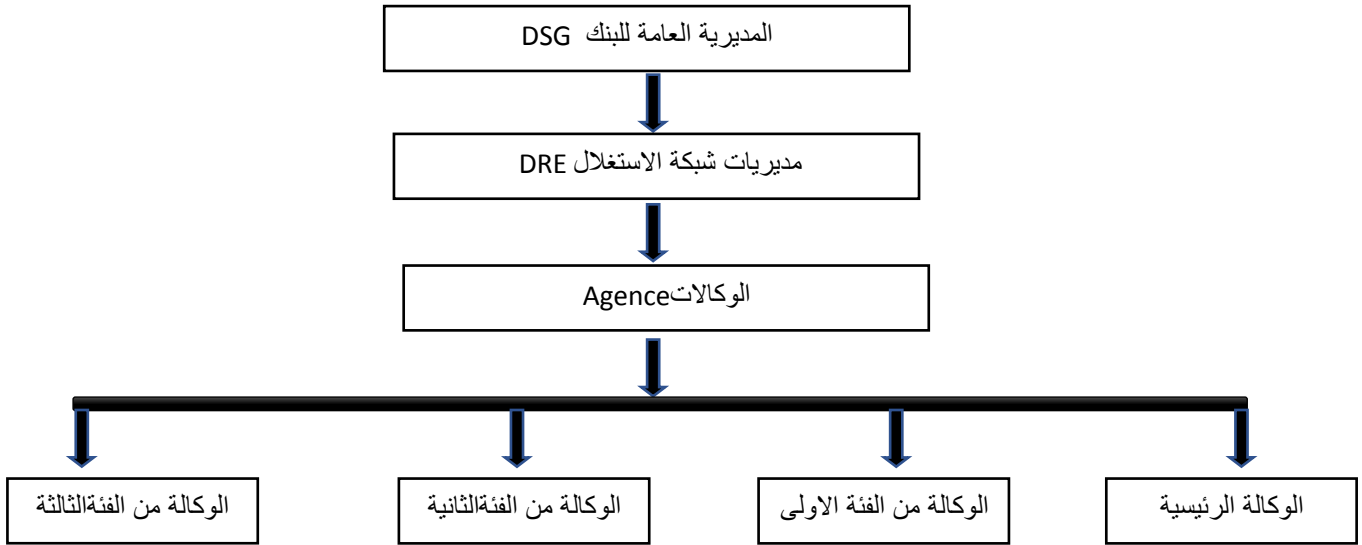 المديرية العامة للبنك DSG
مديريات شبكة الاستغلال DRE
الوكالاتAgence
الوكالة الرئيسية
الوكالة من الفئة الاولى
الوكالة من الفئةالثانية
الوكالة من الفئةالثالثة